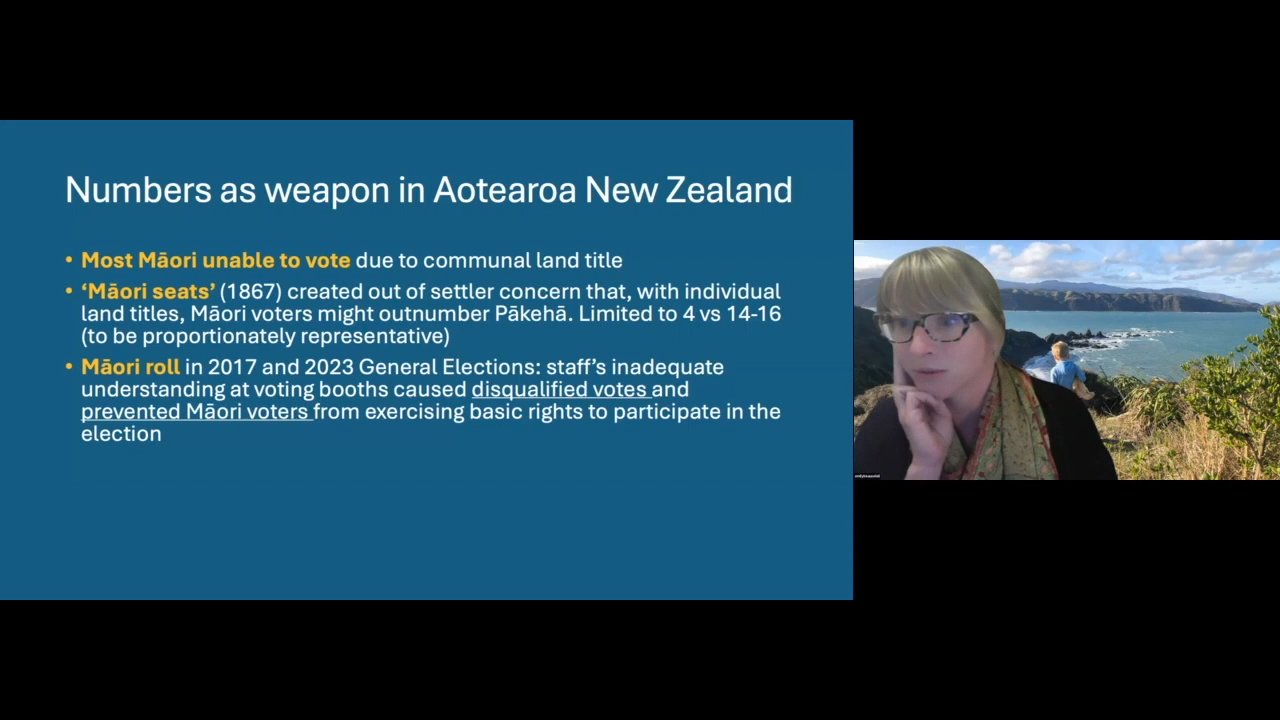 Numbers as weapon in Aotearoa New Zealand
• Most Māori unable to vote due to communal land title
• ‘Māori seats’ (1867) created out of settler concern that, with individual
land titles, Māori voters might outnumber Pākehā. Limited to 4 vs 14-16
(to be proportionately representative)
• Māori roll in 2017 and 2023 General Elections: staff’s inadequate
understanding at voting booths caused disqualified votes and
prevented Māori voters from exercising basic rights to participate in the
election